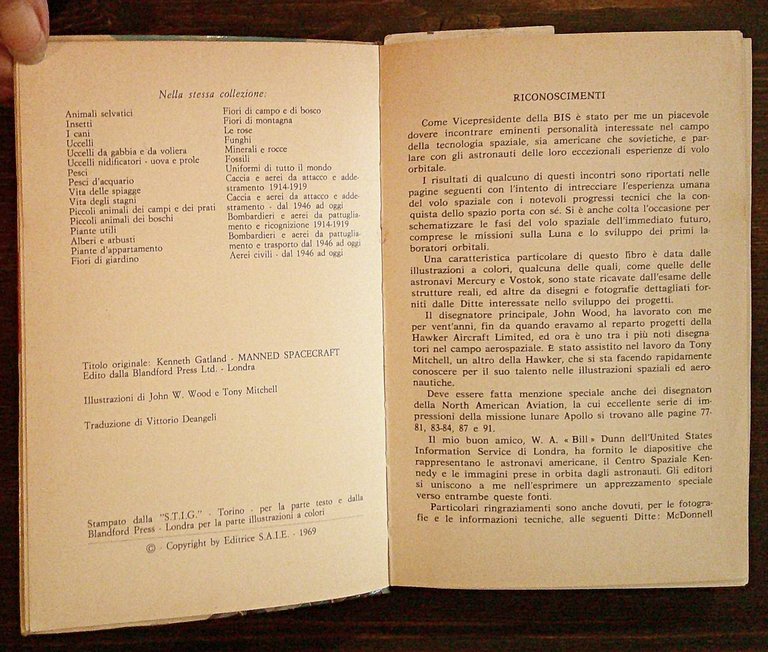 Nella stessa collezione:
Animali selvatici
Insetti
I cani
Uccelli
Uccelli da gabbia e da voliera
Uccelli nidificatori - uova e prole
Pesci
Pesci d'acquario
Vita delle spiagge
Vita degli stagni
Piccoli animali dei campi e dei prati
Piccoli animali dei boschi
Piante utili
Alberi e arbusti
Piante d'appartamento
Fiori di giardino
Fiori di campo e di bosco
Fiori di montagna
Le rose
Funghi
Minerali e rocce
Fossili
Uniformi di tutto il mondo
Caccia e aerei da attacco e adde-
stramento 1914-1919
Caccia e aerei da attacco e adde-
stramento - dal 1946 ad oggi
Bombardieri e aerei da pattuglia-
mento e ricognizione 1914-1919
Bombardieri e aerei da pattuglia-
mento e trasporto dal 1946 ad oggi
Aerei civili - dal 1946 ad oggi
Titolo originale: Kenneth Gatland - MANNED SPACECRAFT
Edito dalla Blandford Press Ltd. - Londra
Illustrazioni di John W. Wood e Tony Mitchell
Traduzione di Vittorio Deangeli
Stampato dalla "S.T.I.G." - Torino - per la parte testo e dalla
Blandford Press - Londra per la parte illustrazioni a colori
© - Copyright by Editrice S.A.I.E. - 1969
RICONOSCIMENTI
Come Vicepresidente della BIS è stato per me un piacevole
dovere incontrare eminenti personalità interessate nel campo
della tecnologia spaziale, sia americane che sovietiche, e par-
lare con gli astronauti delle loro eccezionali esperienze di volo
orbitale.
I risultati di qualcuno di questi incontri sono riportati nelle
pagine seguenti con l'intento di intrecciare l'esperienza umana
del volo spaziale con i notevoli progressi tecnici che la con-
quista dello spazio porta con sé. Si è anche colta l'occasione per
schematizzare le fasi del volo spaziale dell'immediato futuro,
comprese le missioni sulla Luna e lo sviluppo dei primi la-
boratori orbitali.
Una caratteristica particolare di questo libro è data dalle
illustrazioni a colori, qualcuna delle quali, come quelle delle
astronavi Mercury e Vostok, sono state ricavate dall'esame delle
strutture reali, ed altre da disegni e fotografie dettagliati for-
niti dalle Ditte interessate nello sviluppo dei progetti.
Il disegnatore principale, John Wood, ha lavorato con me
per vent'anni, fin da quando eravamo al reparto progetti della
Hawker Aircraft Limited, ed ora è uno tra i più noti disegna-
tori nel campo aerospaziale. È stato assistito nel lavoro da Tony
Mitchell, un altro della Hawker, che si sta facendo rapidamente
conoscere per il suo talento nelle illustrazioni spaziali ed aero-
nautiche.
Deve essere fatta menzione speciale anche dei disegnatori
della North American Aviation, la cui eccellente serie di im-
pressioni della missione lunare Apollo si trovano alle pagine 77-
81, 83-84, 87 e 91.
Il mio buon amico, W. A. « Bill » Dunn dell'United States
Information Service di Londra, ha fornito le diapositive che
rappresentano le astronavi americane, il Centro Spaziale Ken-
nedy e le immagini prese in orbita dagli astronauti. Gli editori
si uniscono a me nell'esprimere un apprezzamento speciale
verso entrambe queste fonti.
Particolari ringraziamenti sono anche dovuti, per le fotogra-
fie e le informazioni tecniche, alle seguenti Ditte: McDonnell